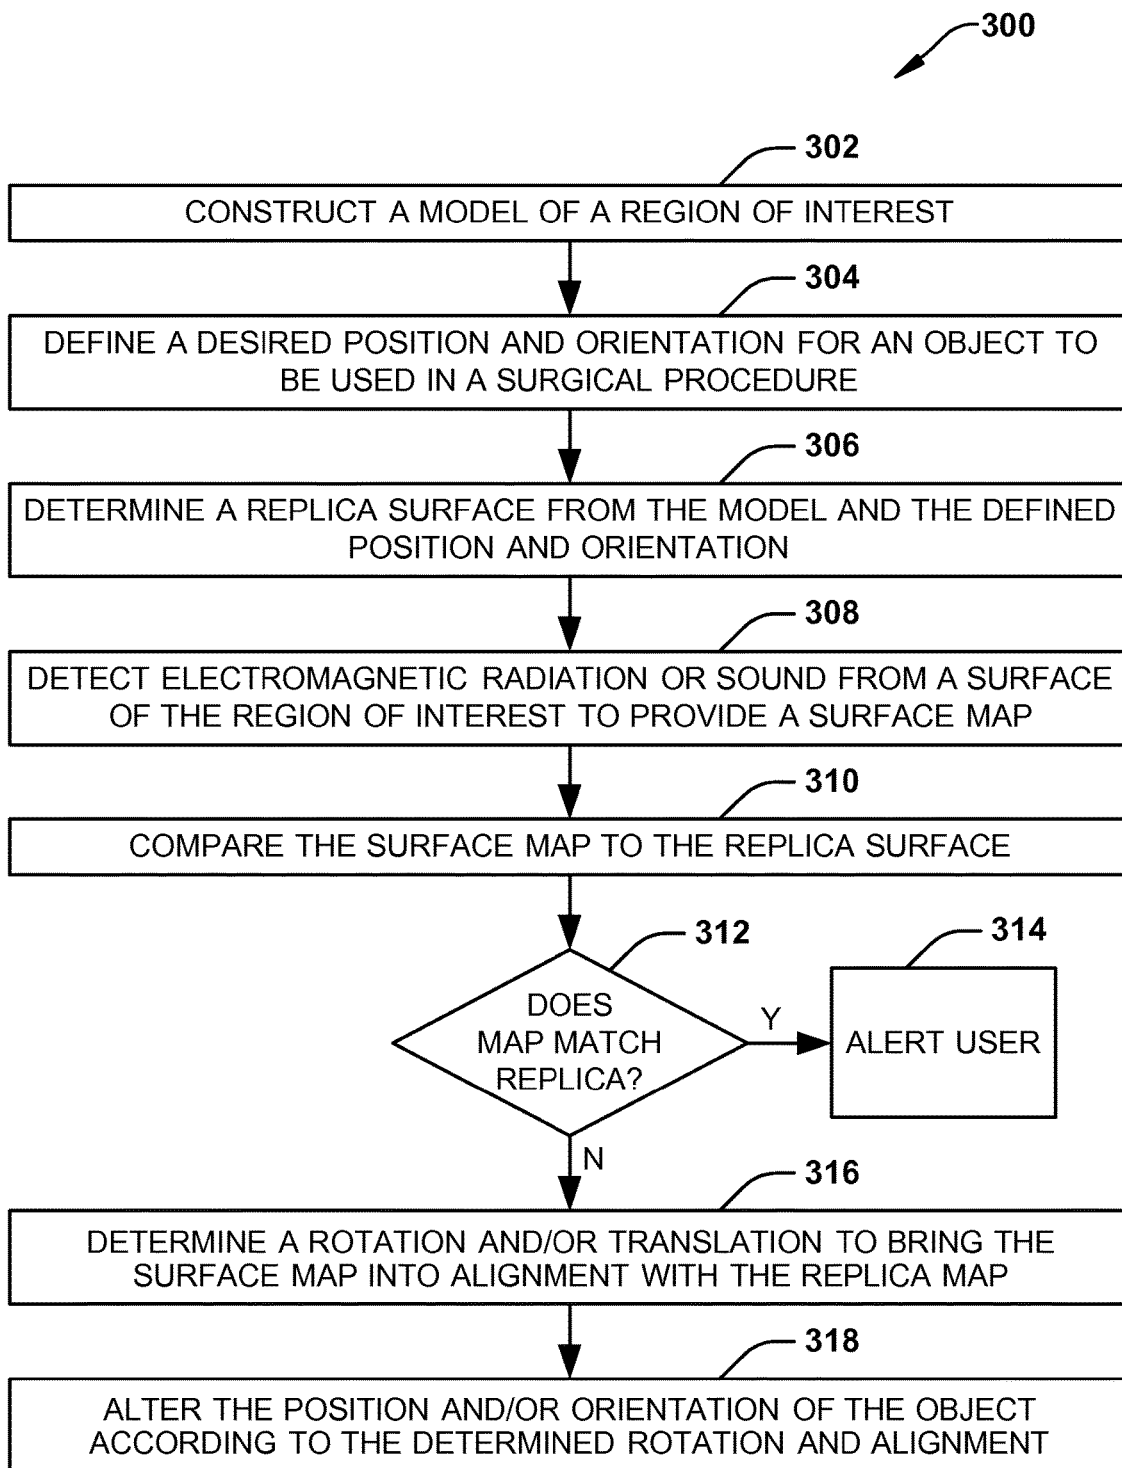 300
302
CONSTRUCT A MODEL OF A REGION OF INTEREST
304
DEFINE A DESIRED POSITION AND ORIENTATION FOR AN OBJECT TO
BE USED IN A SURGICAL PROCEDURE
306
DETERMINE A REPLICA SURFACE FROM THE MODEL AND THE DEFINED
POSITION AND ORIENTATION
308
DETECT ELECTROMAGNETIC RADIATION OR SOUND FROM A SURFACE
OF THE REGION OF INTEREST TO PROVIDE A SURFACE MAP
310
COMPARE THE SURFACE MAP TO THE REPLICA SURFACE
312
DOES
MAP MATCH
REPLICA?
Y
314
ALERT USER
N
316
DETERMINE A ROTATION AND/OR TRANSLATION TO BRING THE
SURFACE MAP INTO ALIGNMENT WITH THE REPLICA MAP
318
ALTER THE POSITION AND/OR ORIENTATION OF THE OBJECT
ACCORDING TO THE DETERMINED ROTATION AND ALIGNMENT